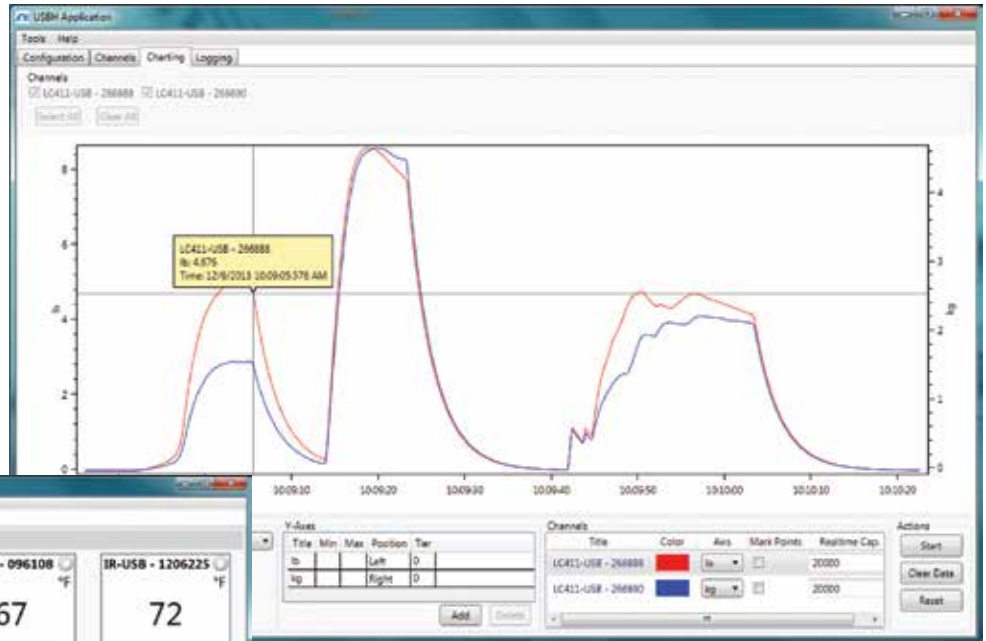 USBH Application
Tools Help
Configuration Channels Charting Logging
Channels
LC411-USB - 266888 LC411-USB - 266890
Select All Clear All
8
6
4
2
0
lb
LC411-USB - 266888
lb: 4.676
Time: 12/6/2013 10:09:05.376 AM
4
3
2
1
0
kg
10:09:10 10:09:20 10:09:30 10:09:40 10:09:50 10:10:00 10:10:10 10:10:20
- 096108
°F
67
IR-USB - 1206225
°F
72
Y-Axes
Title Min Max Position Tier
lb Left 0
kg Right 0
Add Delete
Channels
Title Color Axis Mark Points Realtime Cap.
LC411-USB - 266888 lb 20000
LC411-USB - 266890 kg 20000
Actions
Start
Clear Data
Reset